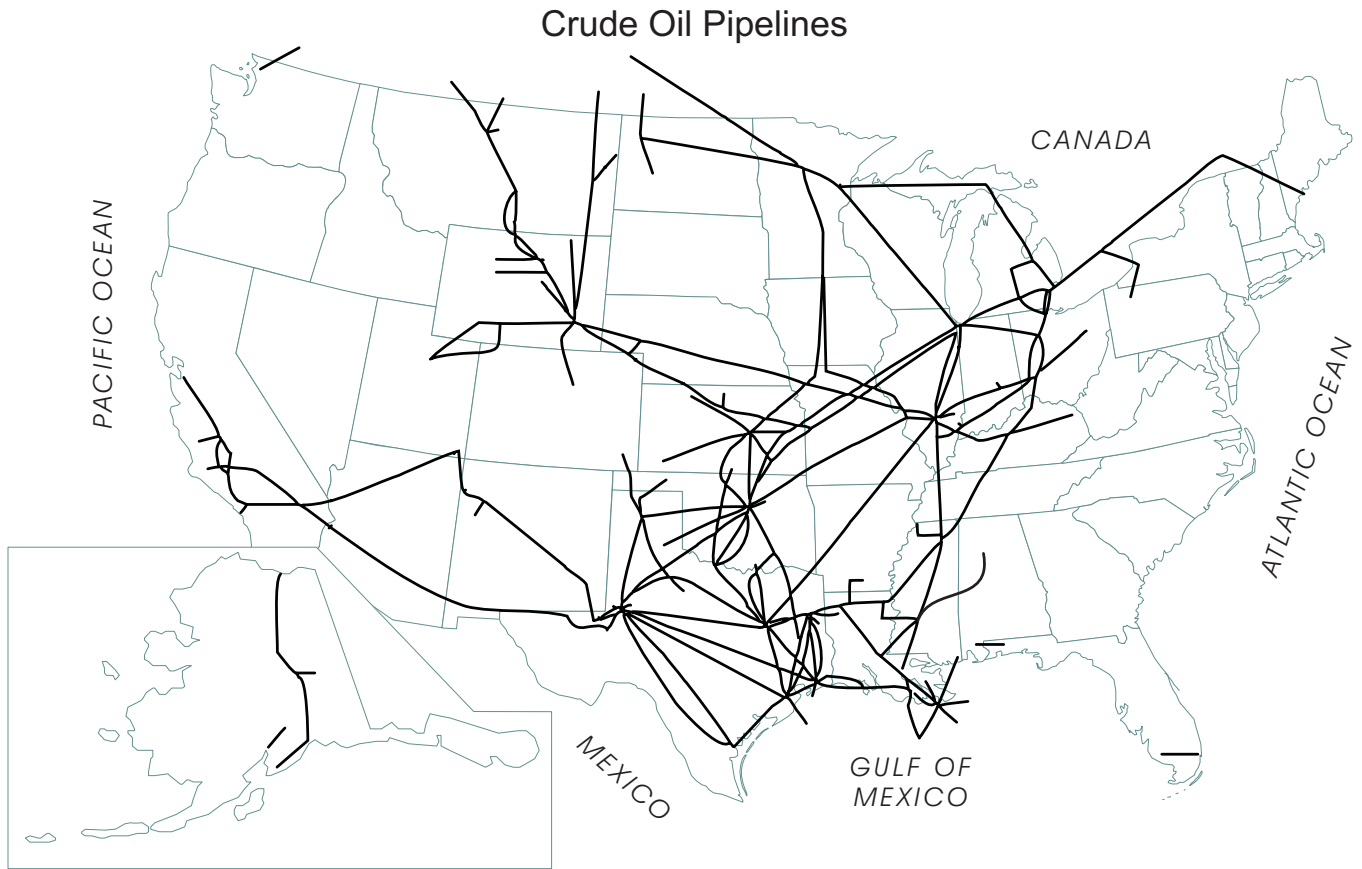 Crude Oil Pipelines
CANADA
PACIFIC OCEAN
ATLANTIC OCEAN
MEXICO
GULF OF
MEXICO